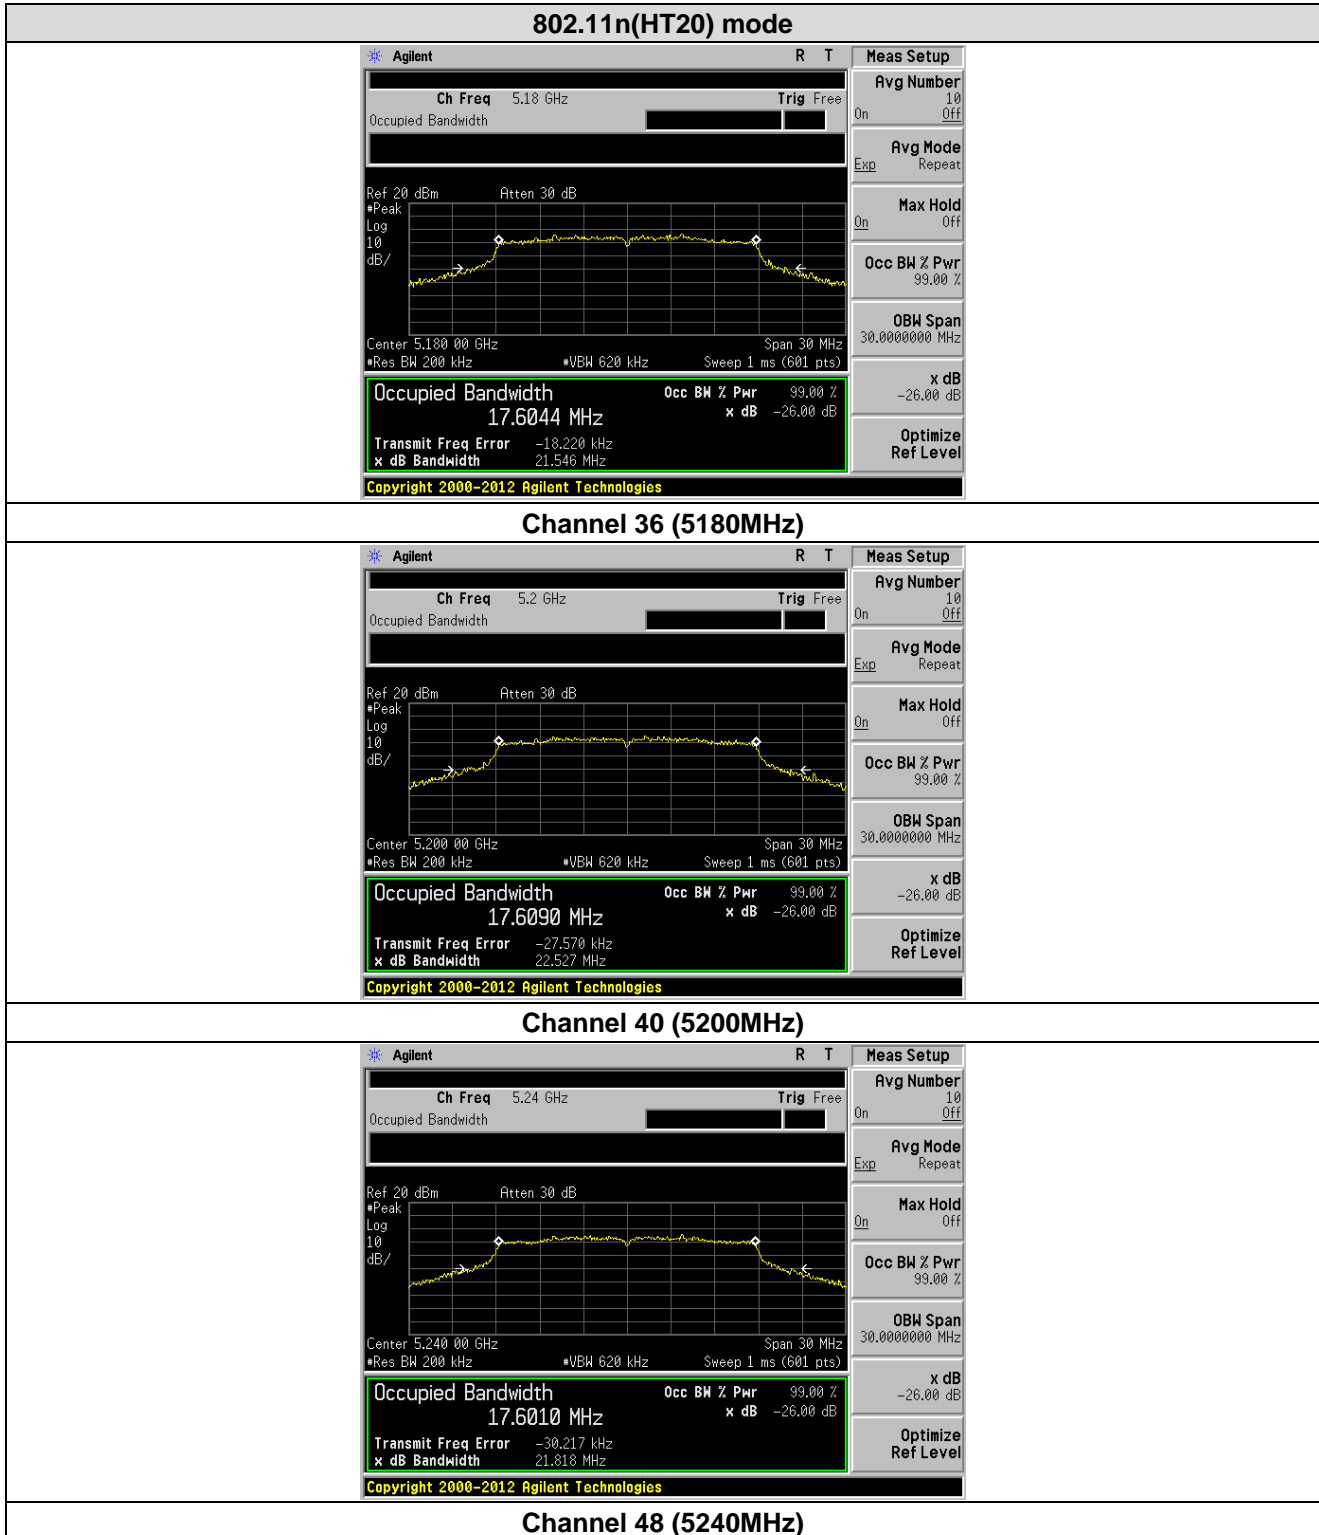 802.11n(HT20) mode
Agilent R T Meas Setup
Ch Freq 5.18 GHz Trig Free
Occupied Bandwidth
Avg Number
10
On Off
Avg Mode
Exp Repeat
Max Hold
On Off
Occ BW % Pwr
99.00 %
OBW Span
30.0000000 MHz
x dB
-26.00 dB
Optimize
Ref Level
Ref 20 dBm Atten 30 dB
#Peak
Log
10
dB/
Center 5.180 00 GHz Span 30 MHz
#Res BW 200 kHz #VBW 620 kHz Sweep 1 ms (601 pts)
Occupied Bandwidth Occ BW % Pwr 99.00 %
17.6044 MHz x dB -26.00 dB
Transmit Freq Error -18.220 kHz
x dB Bandwidth 21.546 MHz
Copyright 2000-2012 Agilent Technologies
Channel 36 (5180MHz)
Agilent R T Meas Setup
Ch Freq 5.2 GHz Trig Free
Occupied Bandwidth
Avg Number
10
On Off
Avg Mode
Exp Repeat
Max Hold
On Off
Occ BW % Pwr
99.00 %
OBW Span
30.0000000 MHz
x dB
-26.00 dB
Optimize
Ref Level
Ref 20 dBm Atten 30 dB
#Peak
Log
10
dB/
Center 5.200 00 GHz Span 30 MHz
#Res BW 200 kHz #VBW 620 kHz Sweep 1 ms (601 pts)
Occupied Bandwidth Occ BW % Pwr 99.00 %
17.6090 MHz x dB -26.00 dB
Transmit Freq Error -27.570 kHz
x dB Bandwidth 22.527 MHz
Copyright 2000-2012 Agilent Technologies
Channel 40 (5200MHz)
Agilent R T Meas Setup
Ch Freq 5.24 GHz Trig Free
Occupied Bandwidth
Avg Number
10
On Off
Avg Mode
Exp Repeat
Max Hold
On Off
Occ BW % Pwr
99.00 %
OBW Span
30.0000000 MHz
x dB
-26.00 dB
Optimize
Ref Level
Ref 20 dBm Atten 30 dB
#Peak
Log
10
dB/
Center 5.240 00 GHz Span 30 MHz
#Res BW 200 kHz #VBW 620 kHz Sweep 1 ms (601 pts)
Occupied Bandwidth Occ BW % Pwr 99.00 %
17.6010 MHz x dB -26.00 dB
Transmit Freq Error -30.217 kHz
x dB Bandwidth 21.818 MHz
Copyright 2000-2012 Agilent Technologies
Channel 48 (5240MHz)